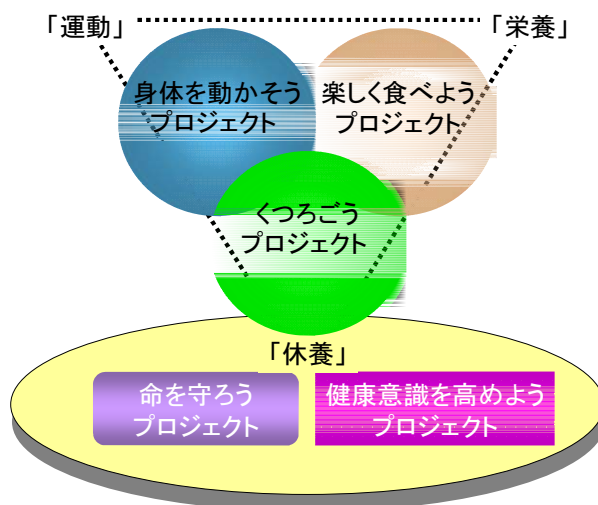 「運動」
「栄養」
身体を動かそう
プロジェクト
楽しく食べよう
プロジェクト
くつろごう
プロジェクト
「休養」
命を守ろう
プロジェクト
健康意識を高めよう
プロジェクト